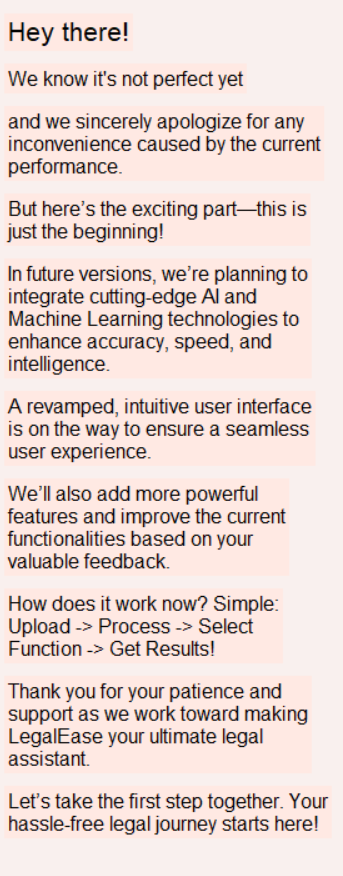 Hey there!
We know it's not perfect yet
and we sincerely apologize for any
inconvenience caused by the current
performance.
But here’s the exciting part—this is
just the beginning!
In future versions, we’re planning to
integrate cutting-edge AI and
Machine Learning technologies to
enhance accuracy, speed, and
intelligence.
A revamped, intuitive user interface
is on the way to ensure a seamless
user experience.
We’ll also add more powerful
features and improve the current
functionalities based on your
valuable feedback.
How does it work now? Simple:
Upload -> Process -> Select
Function -> Get Results!
Thank you for your patience and
support as we work toward making
LegalEase your ultimate legal
assistant.
Let’s take the first step together. Your
hassle-free legal journey starts here!